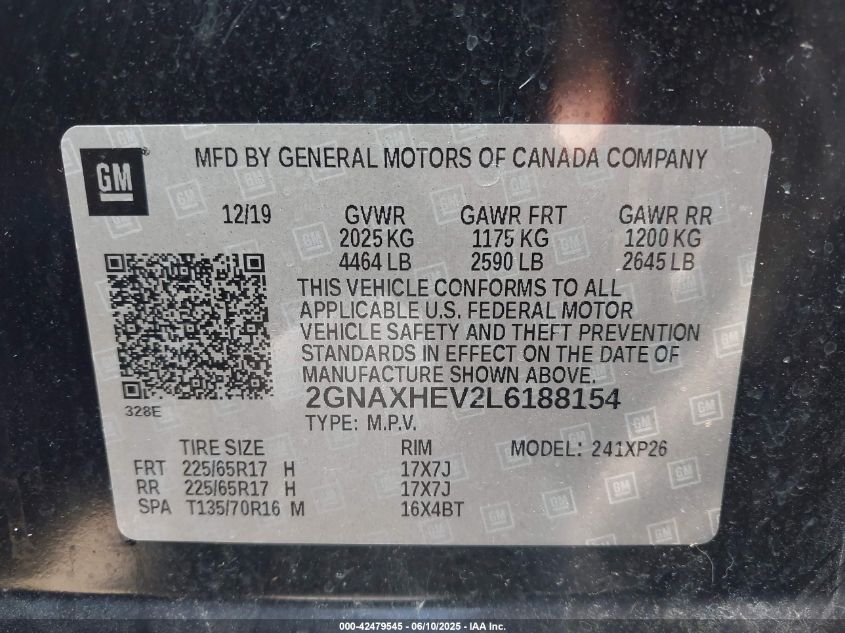 GM
MFD BY GENERAL MOTORS OF CANADA COMPANY
12/19 GVWR GAWR FRT GAWR RR
2025 KG 1175 KG 1200 KG
4464 LB 2590 LB 2645 LB
THIS VEHICLE CONFORMS TO ALL
APPLICABLE U.S. FEDERAL MOTOR
VEHICLE SAFETY AND THEFT PREVENTION
STANDARDS IN EFFECT ON THE DATE OF
MANUFACTURE SHOWN ABOVE.
2GNAXHEV2L6188154
328E
TYPE: M.P.V.
TIRE SIZE RIM MODEL: 241XP26
FRT 225/65R17 H 17X7J
RR 225/65R17 H 17X7J
SPA T135/70R16 M 16X4BT
000-42479545 - 06/10/2025 - IAA Inc.